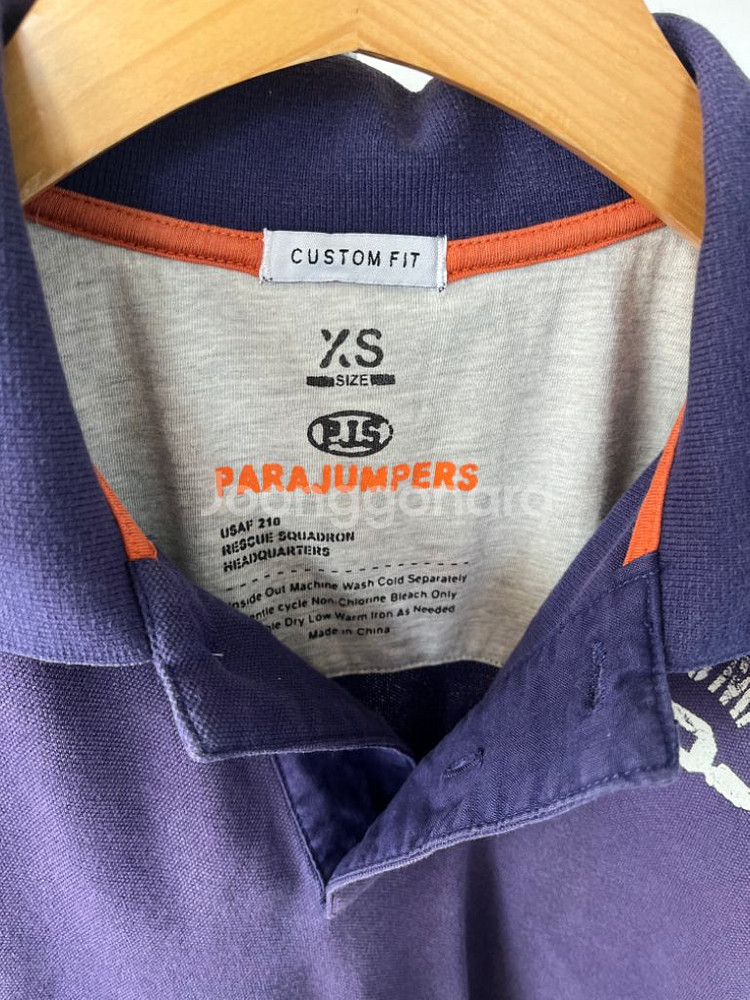 CUSTOM FIT
XS
SIZE
PJS
PARAJUMPERS
Joonggonara
USAF 210
RESCUE SQUADRON
HEADQUARTERS
Inside Out Machine Wash Cold Separately
Gentle cycle Non-Chlorine Bleach Only
Dry Low Warm Iron As Needed
Made in China